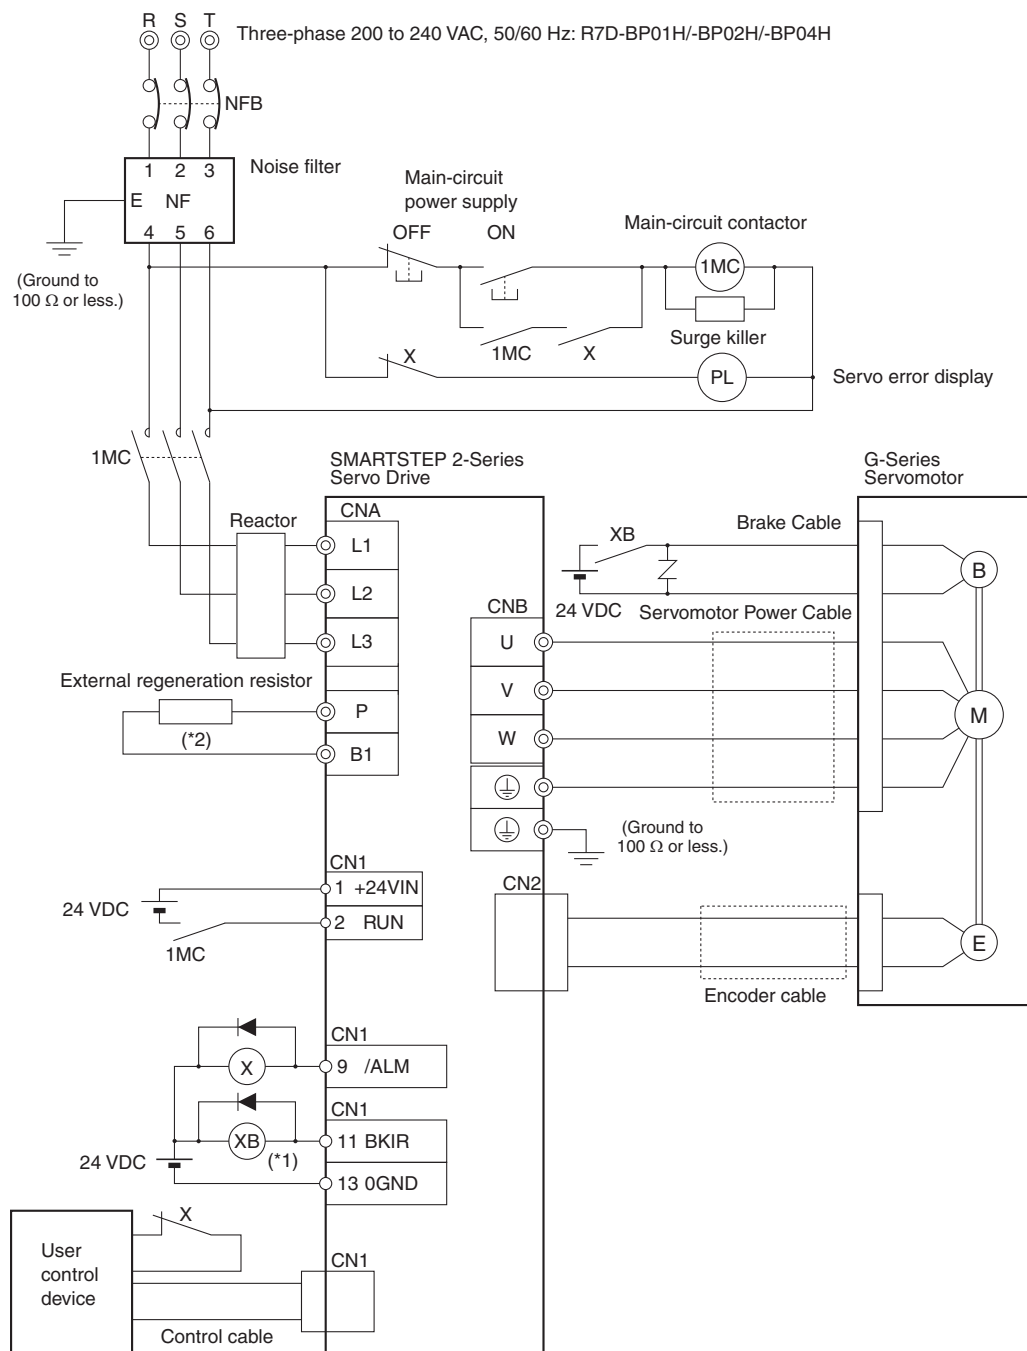 R S T
Three-phase 200 to 240 VAC, 50/60 Hz: R7D-BP01H/-BP02H/-BP04H
NFB
1 2 3
Noise filter
E NF
4 5 6
(Ground to
100 Ω or less.)
Main-circuit
power supply
OFF ON
Main-circuit contactor
1MC
Surge killer
1MC X
X
PL
Servo error display
1MC
SMARTSTEP 2-Series
Servo Drive
G-Series
Servomotor
Reactor
CNA
L1
L2
L3
External regeneration resistor
(*2)
P
B1
XB
Brake Cable
24 VDC
B
Servomotor Power Cable
CNB
U
V
W
M
(Ground to
100 Ω or less.)
CN1
1 +24VIN
24 VDC
2 RUN
1MC
CN2
E
Encoder cable
CN1
X
9 /ALM
CN1
XB
(*1)
11 BKIR
24 VDC
13 0GND
X
User
control
device
CN1
Control cable